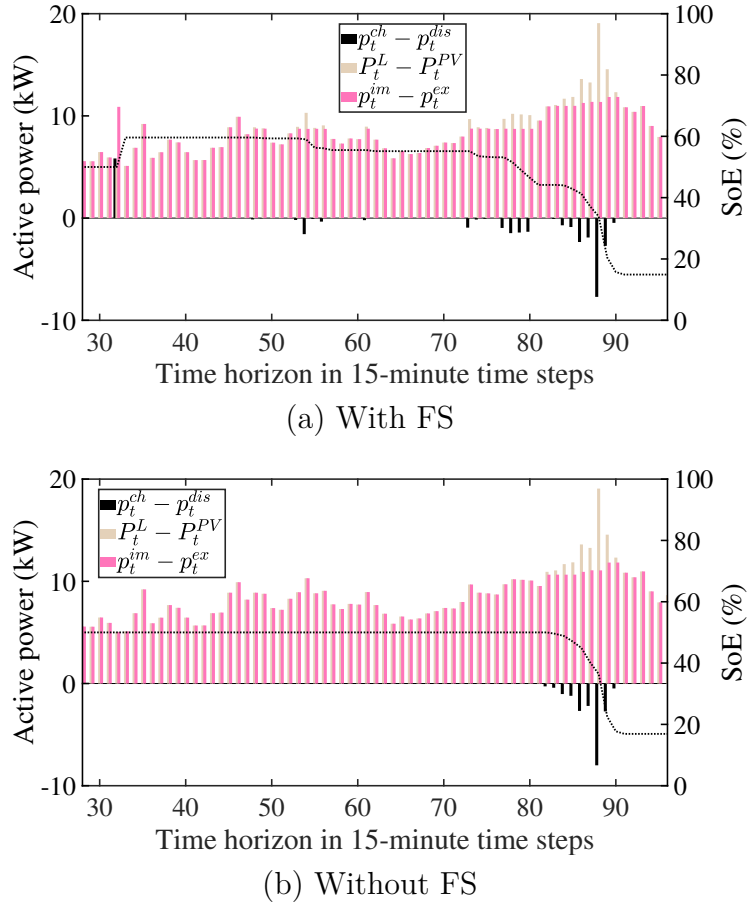 20
10
0
-10
Active power (kW)
100
80
60
40
20
0
SoE (%)
p_t^{ch} − p_t^{dis}
P_t^L − P_t^{PV}
p_t^{im} − p_t^{ex}
30 40 50 60 70 80 90
Time horizon in 15-minute time steps
(a) With FS
20
10
0
-10
Active power (kW)
100
80
60
40
20
0
SoE (%)
p_t^{ch} − p_t^{dis}
P_t^L − P_t^{PV}
p_t^{im} − p_t^{ex}
30 40 50 60 70 80 90
Time horizon in 15-minute time steps
(b) Without FS